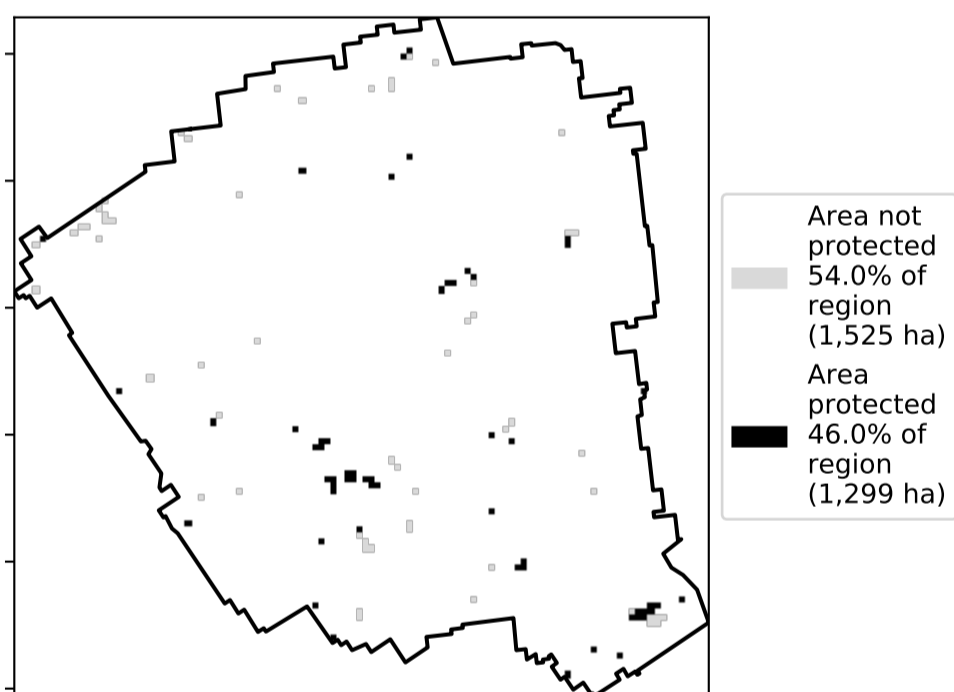 Area not
protected
54.0% of
region
(1,525 ha)
Area
protected
46.0% of
region
(1,299 ha)